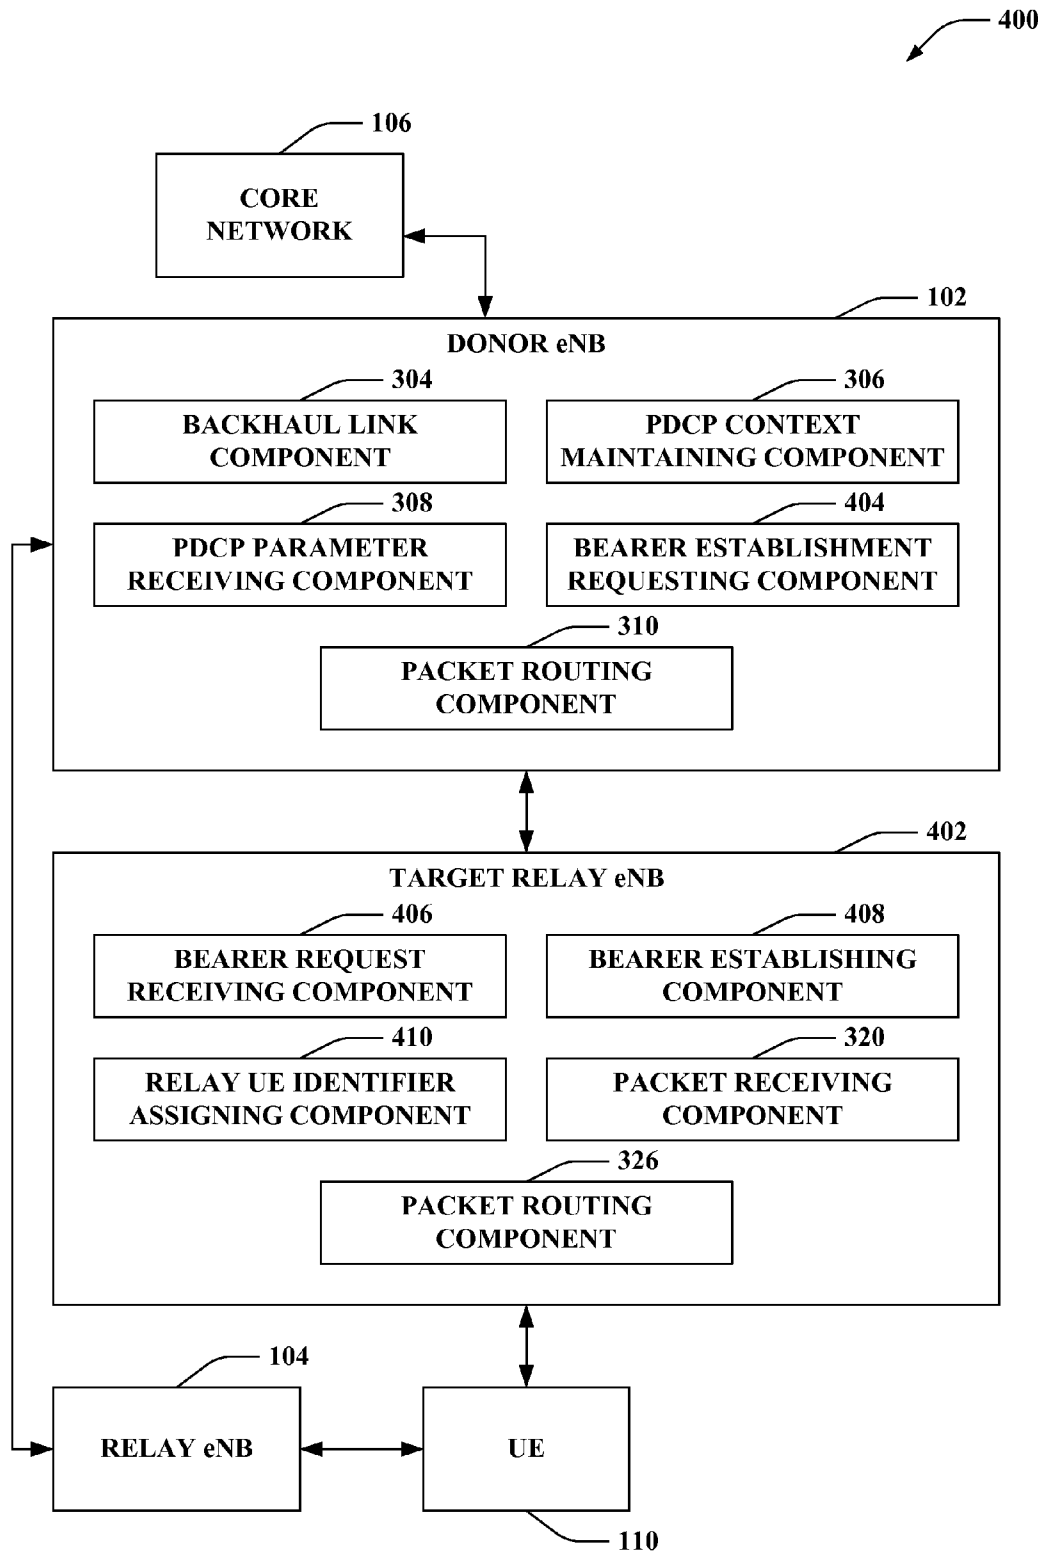 400
106
CORE
NETWORK
102
DONOR eNB
304
BACKHAUL LINK
COMPONENT
306
PDCP CONTEXT
MAINTAINING COMPONENT
308
PDCP PARAMETER
RECEIVING COMPONENT
404
BEARER ESTABLISHMENT
REQUESTING COMPONENT
310
PACKET ROUTING
COMPONENT
402
TARGET RELAY eNB
406
BEARER REQUEST
RECEIVING COMPONENT
408
BEARER ESTABLISHING
COMPONENT
410
RELAY UE IDENTIFIER
ASSIGNING COMPONENT
320
PACKET RECEIVING
COMPONENT
326
PACKET ROUTING
COMPONENT
104
RELAY eNB
UE
110